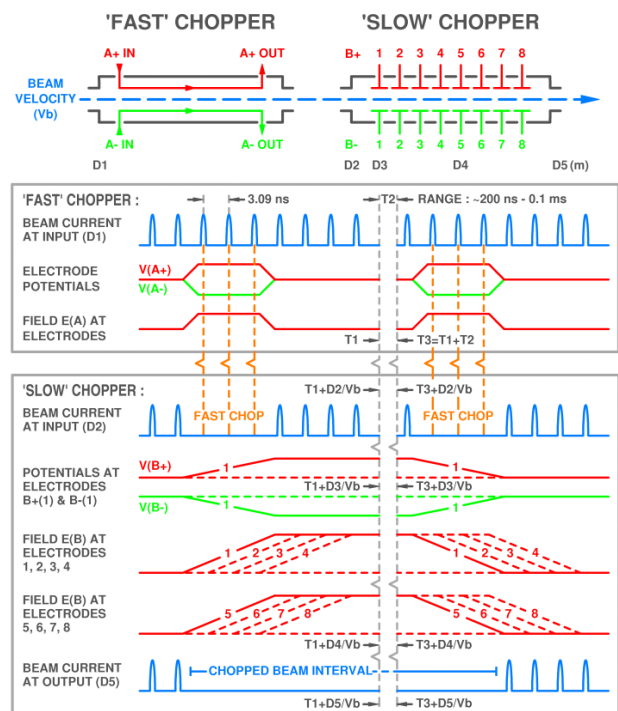 'FAST' CHOPPER
'SLOW' CHOPPER
A+ IN
A+ OUT
B+ 1 2 3 4 5 6 7 8
BEAM
VELOCITY
(Vb)
A- IN
A- OUT
B- 1 2 3 4 5 6 7 8
D1
D2
D3
D4
D5 (m)
'FAST' CHOPPER :
3.09 ns
T2
RANGE : ~200 ns - 0.1 ms
BEAM CURRENT
AT INPUT (D1)
ELECTRODE
POTENTIALS
V(A+)
V(A-)
FIELD E(A) AT
ELECTRODES
T1
T3=T1+T2
'SLOW' CHOPPER :
T1+D2/Vb
T3+D2/Vb
BEAM CURRENT
AT INPUT (D2)
FAST CHOP
FAST CHOP
POTENTIALS AT
ELECTRODES
B+(1) & B-(1)
V(B+)
1
1
T1+D3/Vb
T3+D3/Vb
V(B-)
1
1
FIELD E(B) AT
ELECTRODES
1, 2, 3, 4
1 2 3 4
1 2 3 4
FIELD E(B) AT
ELECTRODES
5, 6, 7, 8
5 6 7 8
5 6 7 8
T1+D4/Vb
T3+D4/Vb
BEAM CURRENT
AT OUTPUT (D5)
CHOPPED BEAM INTERVAL
T1+D5/Vb
T3+D5/Vb